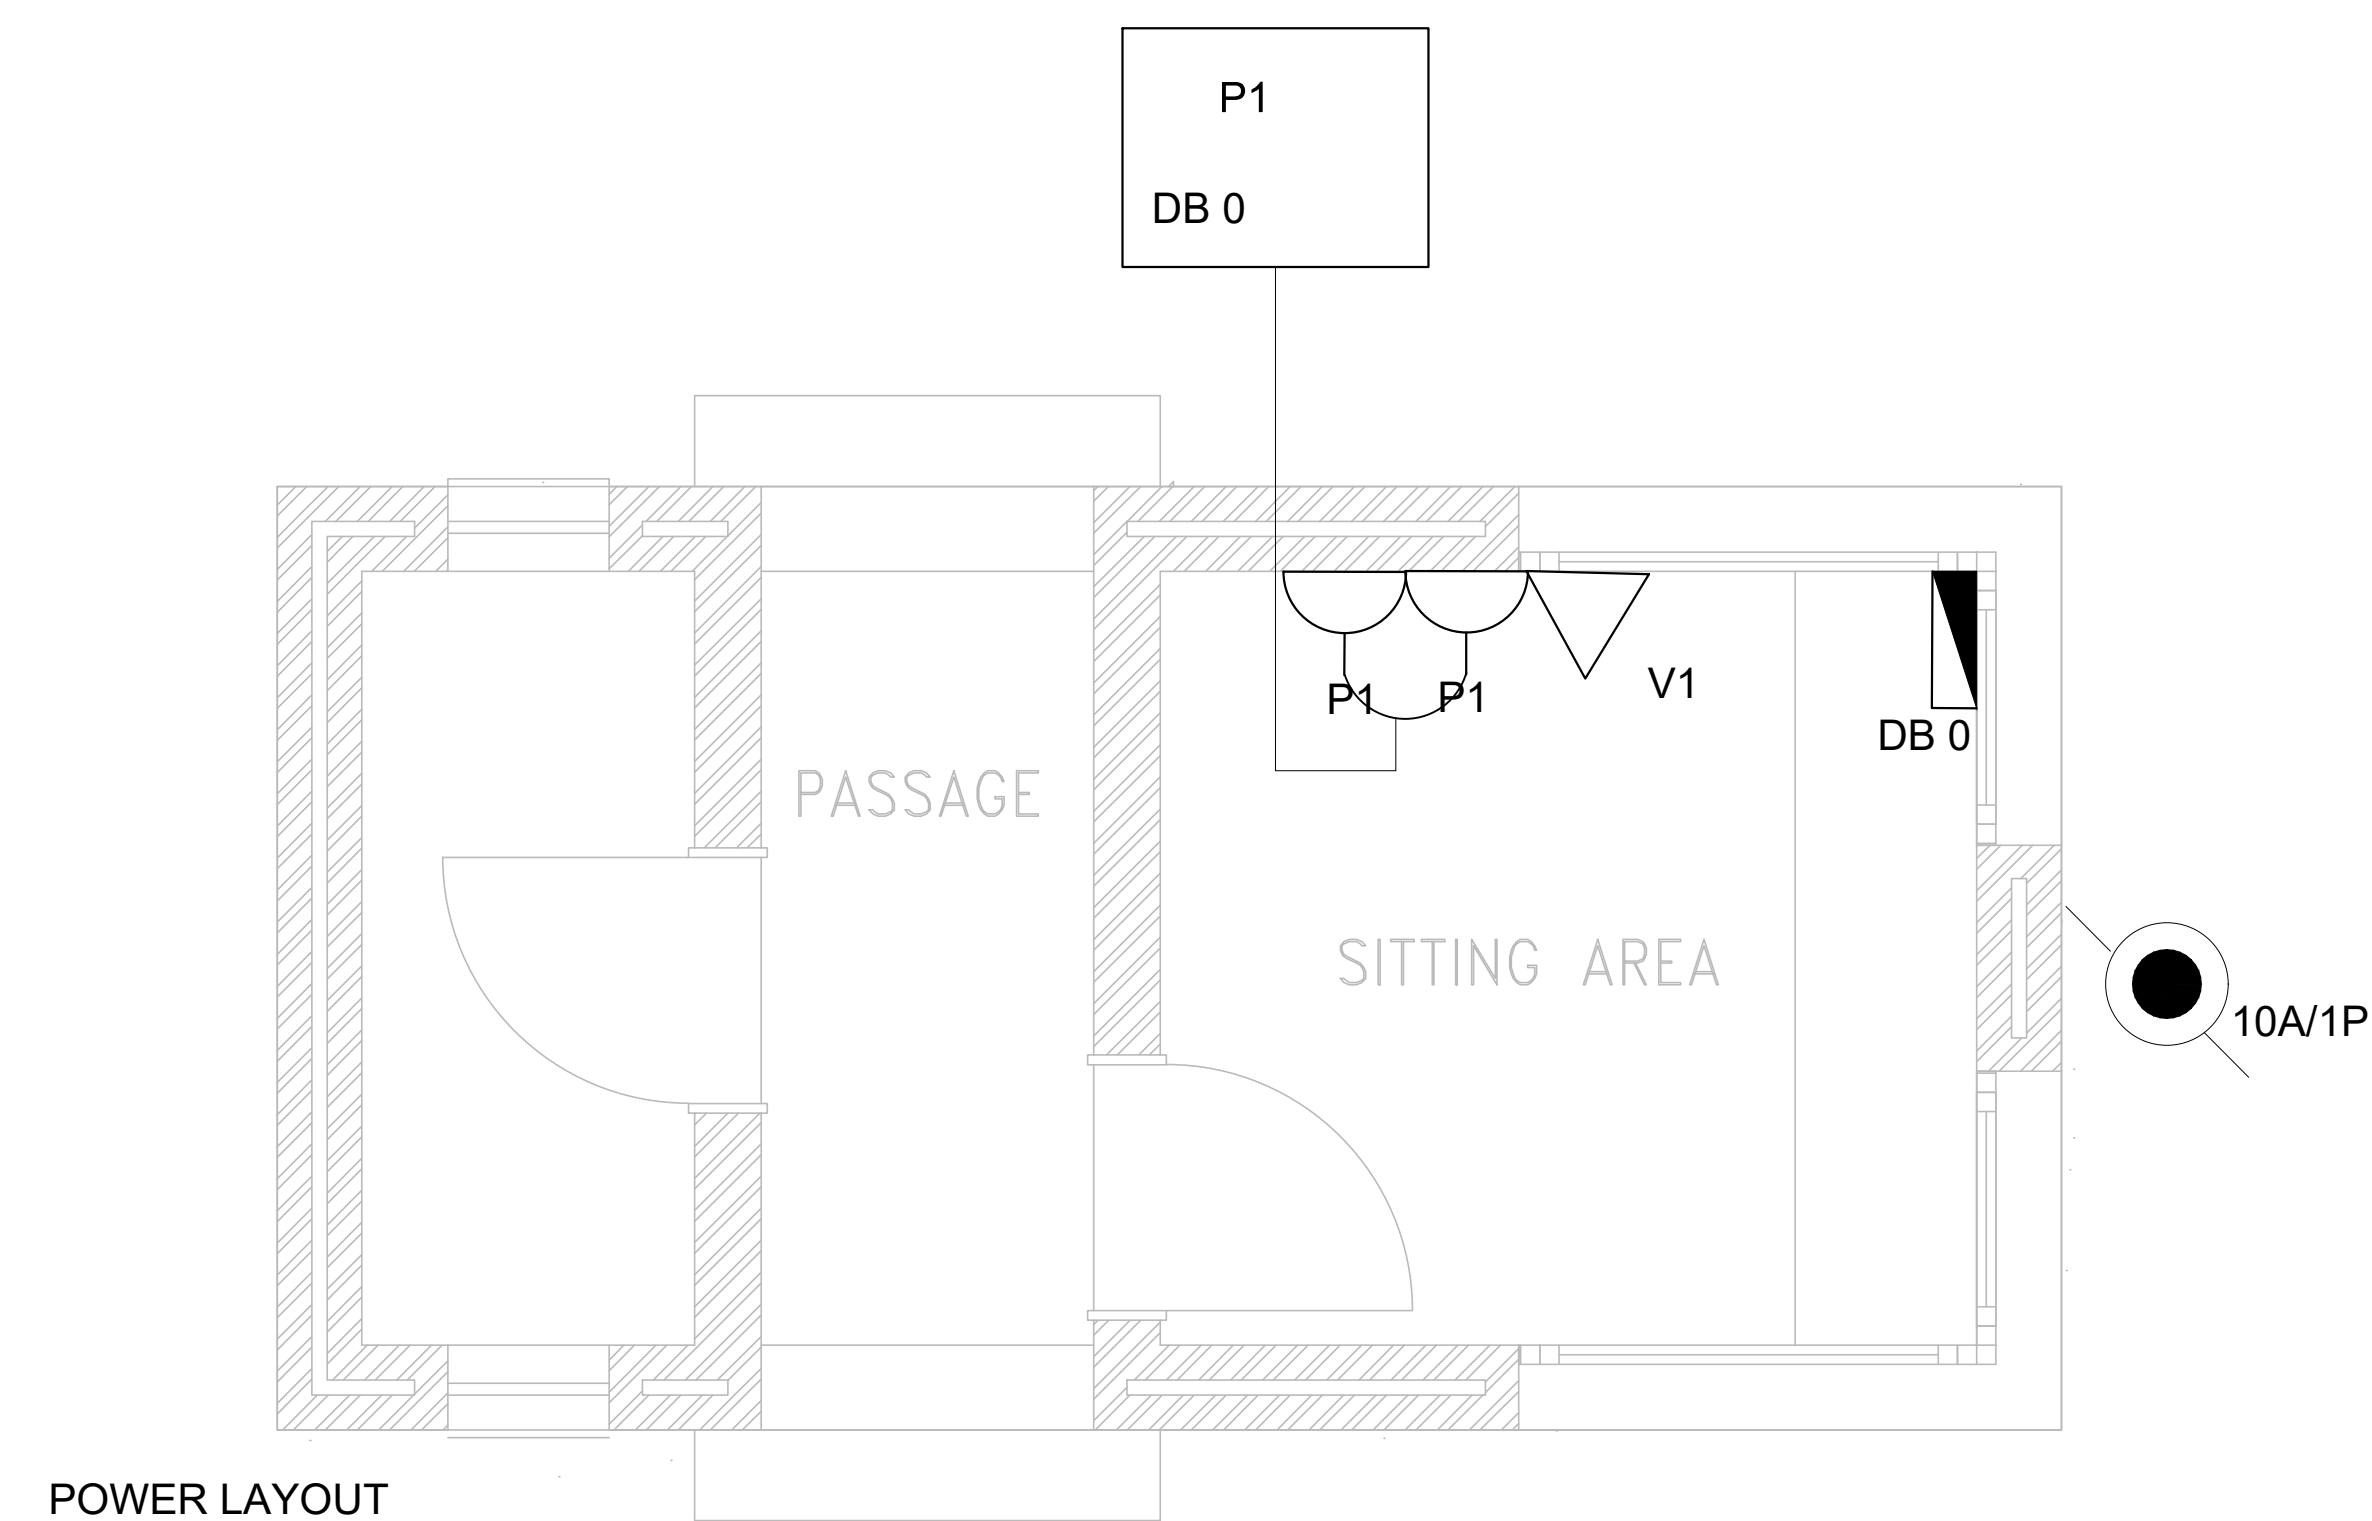 P1
DB 0
P1
P1
V1
DB 0
PASSAGE
SITTING AREA
10A/1P
POWER LAYOUT